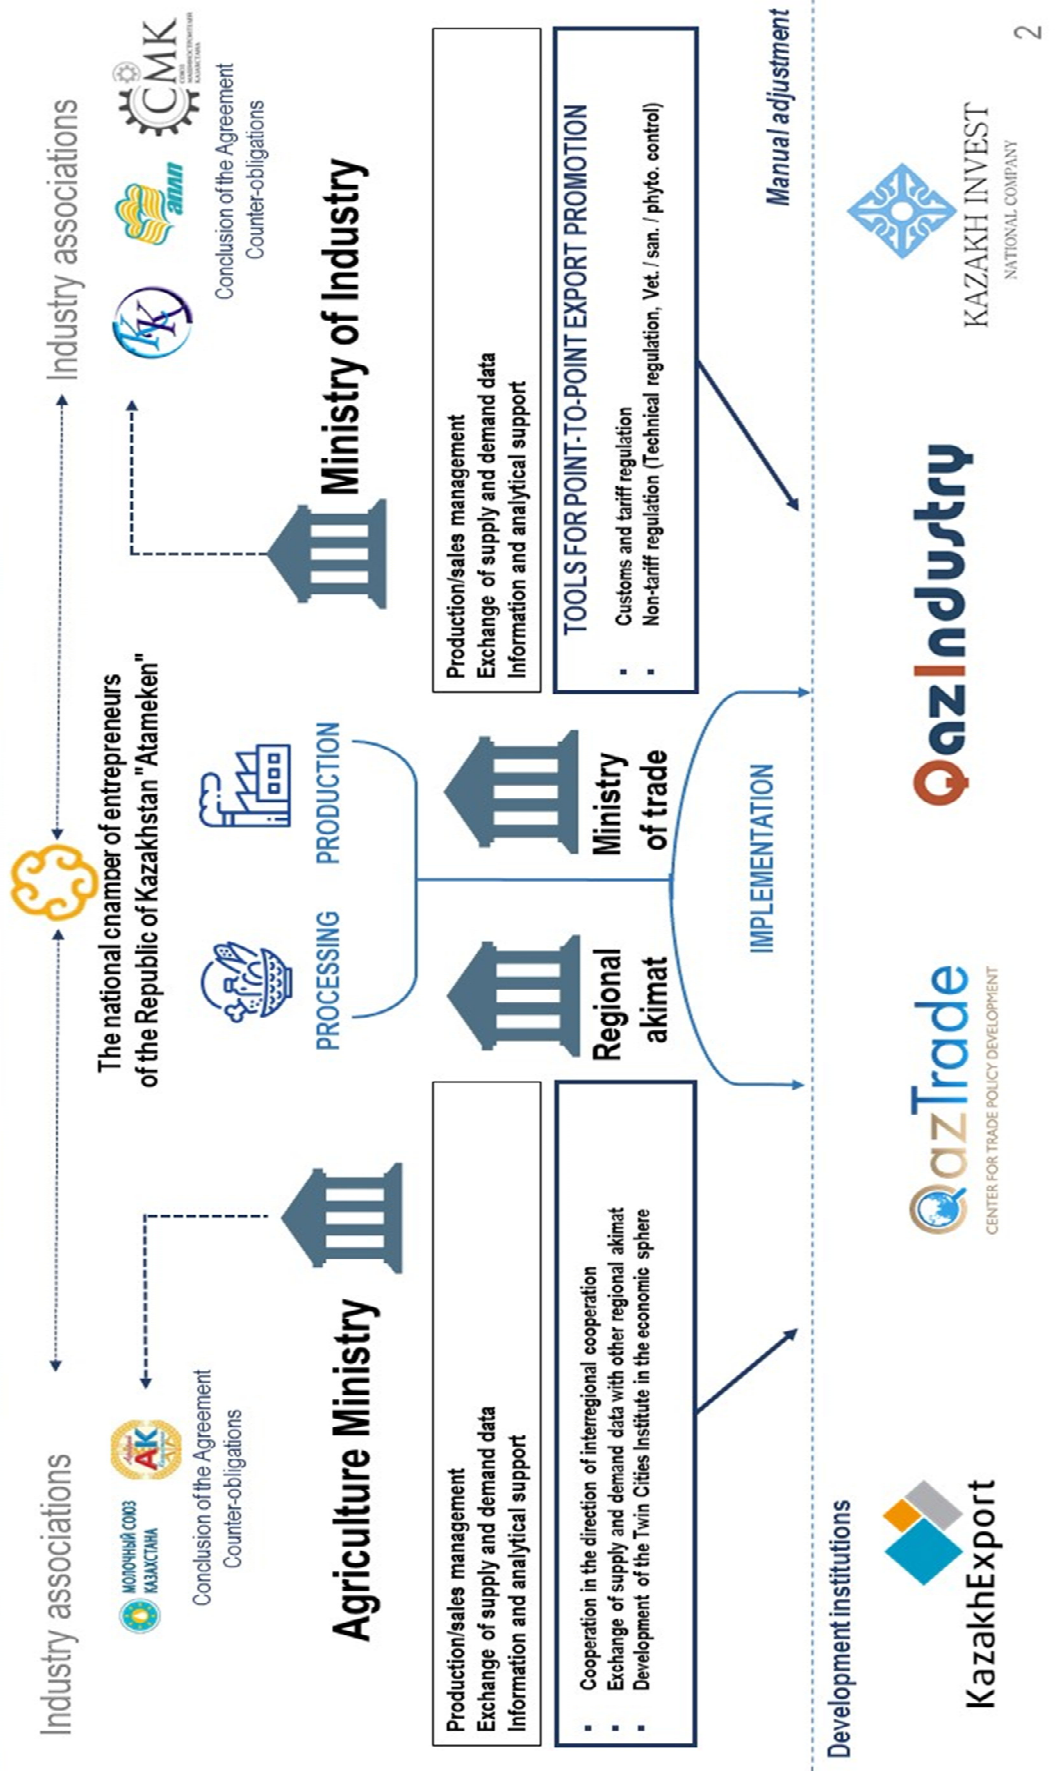 Industry associations
Industry associations
The national cnamber of entrepreneurs
of the Republic of Kazakhstan "Atameken"
МОЛОЧНЫЙ СОЮЗ
КАЗАХСТАНА
АК
Conclusion of the Agreement
Counter-obligations
КК
апп
СМК
СОЮЗ
МАШИНОСТРОИТЕЛЕЙ
КАЗАХСТАНА
Conclusion of the Agreement
Counter-obligations
Agriculture Ministry
PROCESSING
PRODUCTION
Ministry of Industry
Production/sales management
Exchange of supply and demand data
Information and analytical support
Regional
akimat
Ministry
of trade
Production/sales management
Exchange of supply and demand data
Information and analytical support
▪ Cooperation in the direction of interregional cooperation
▪ Exchange of supply and demand data with other regional akimat
▪ Development of the Twin Cities Institute in the economic sphere
TOOLS FOR POINT-TO-POINT EXPORT PROMOTION
▪ Customs and tariff regulation
▪ Non-tariff regulation (Technical regulation, Vet. / san. / phyto. control)
IMPLEMENTATION
Manual adjustment
Development institutions
KazakhExport
QazTrade
CENTER FOR TRADE POLICY DEVELOPMENT
QazIndustry
KAZAKH INVEST
NATIONAL COMPANY
2